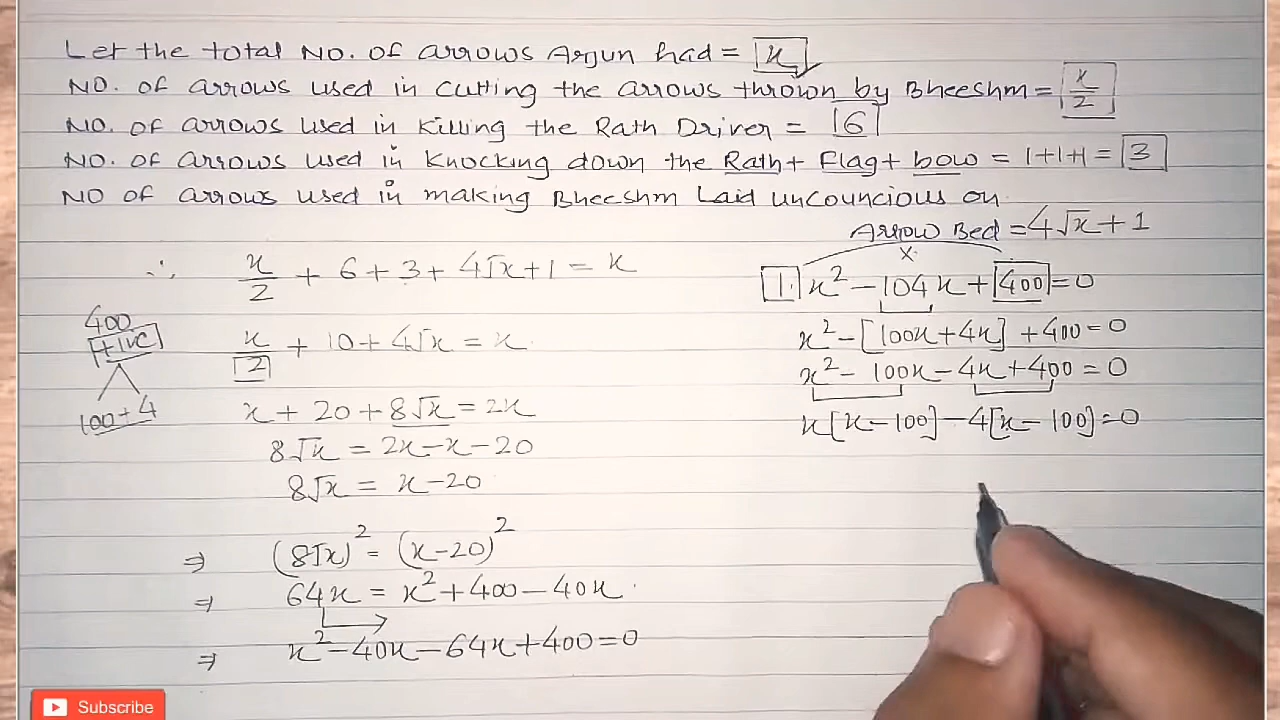 Let the total No. of arrows Arjun had = x
NO. of arrows used in cutting the arrows thrown by Bheeshm = x/2
NO. of arrows used in killing the Rath Driver = 6
NO. of arrows used in knocking down the Rath + Flag + bow = 1+1+1 = 3
NO of arrows used in making Bheeshm Laid uncouncious on
Arrow Bed = 4√x + 1
∴ x/2 + 6 + 3 + 4√x + 1 = x
x/2 + 10 + 4√x = x
x + 20 + 8√x = 2x
8√x = 2x - x - 20
8√x = x - 20
⇒ (8√x)² = (x-20)²
⇒ 64x = x² + 400 - 40x
⇒ x² - 40x - 64x + 400 = 0
400
+ive
100+4
x
1. x² - 104x + 400 = 0
x² - [100x + 4x] + 400 = 0
x² - 100x - 4x + 400 = 0
x[x - 100] - 4[x - 100] = 0
Subscribe